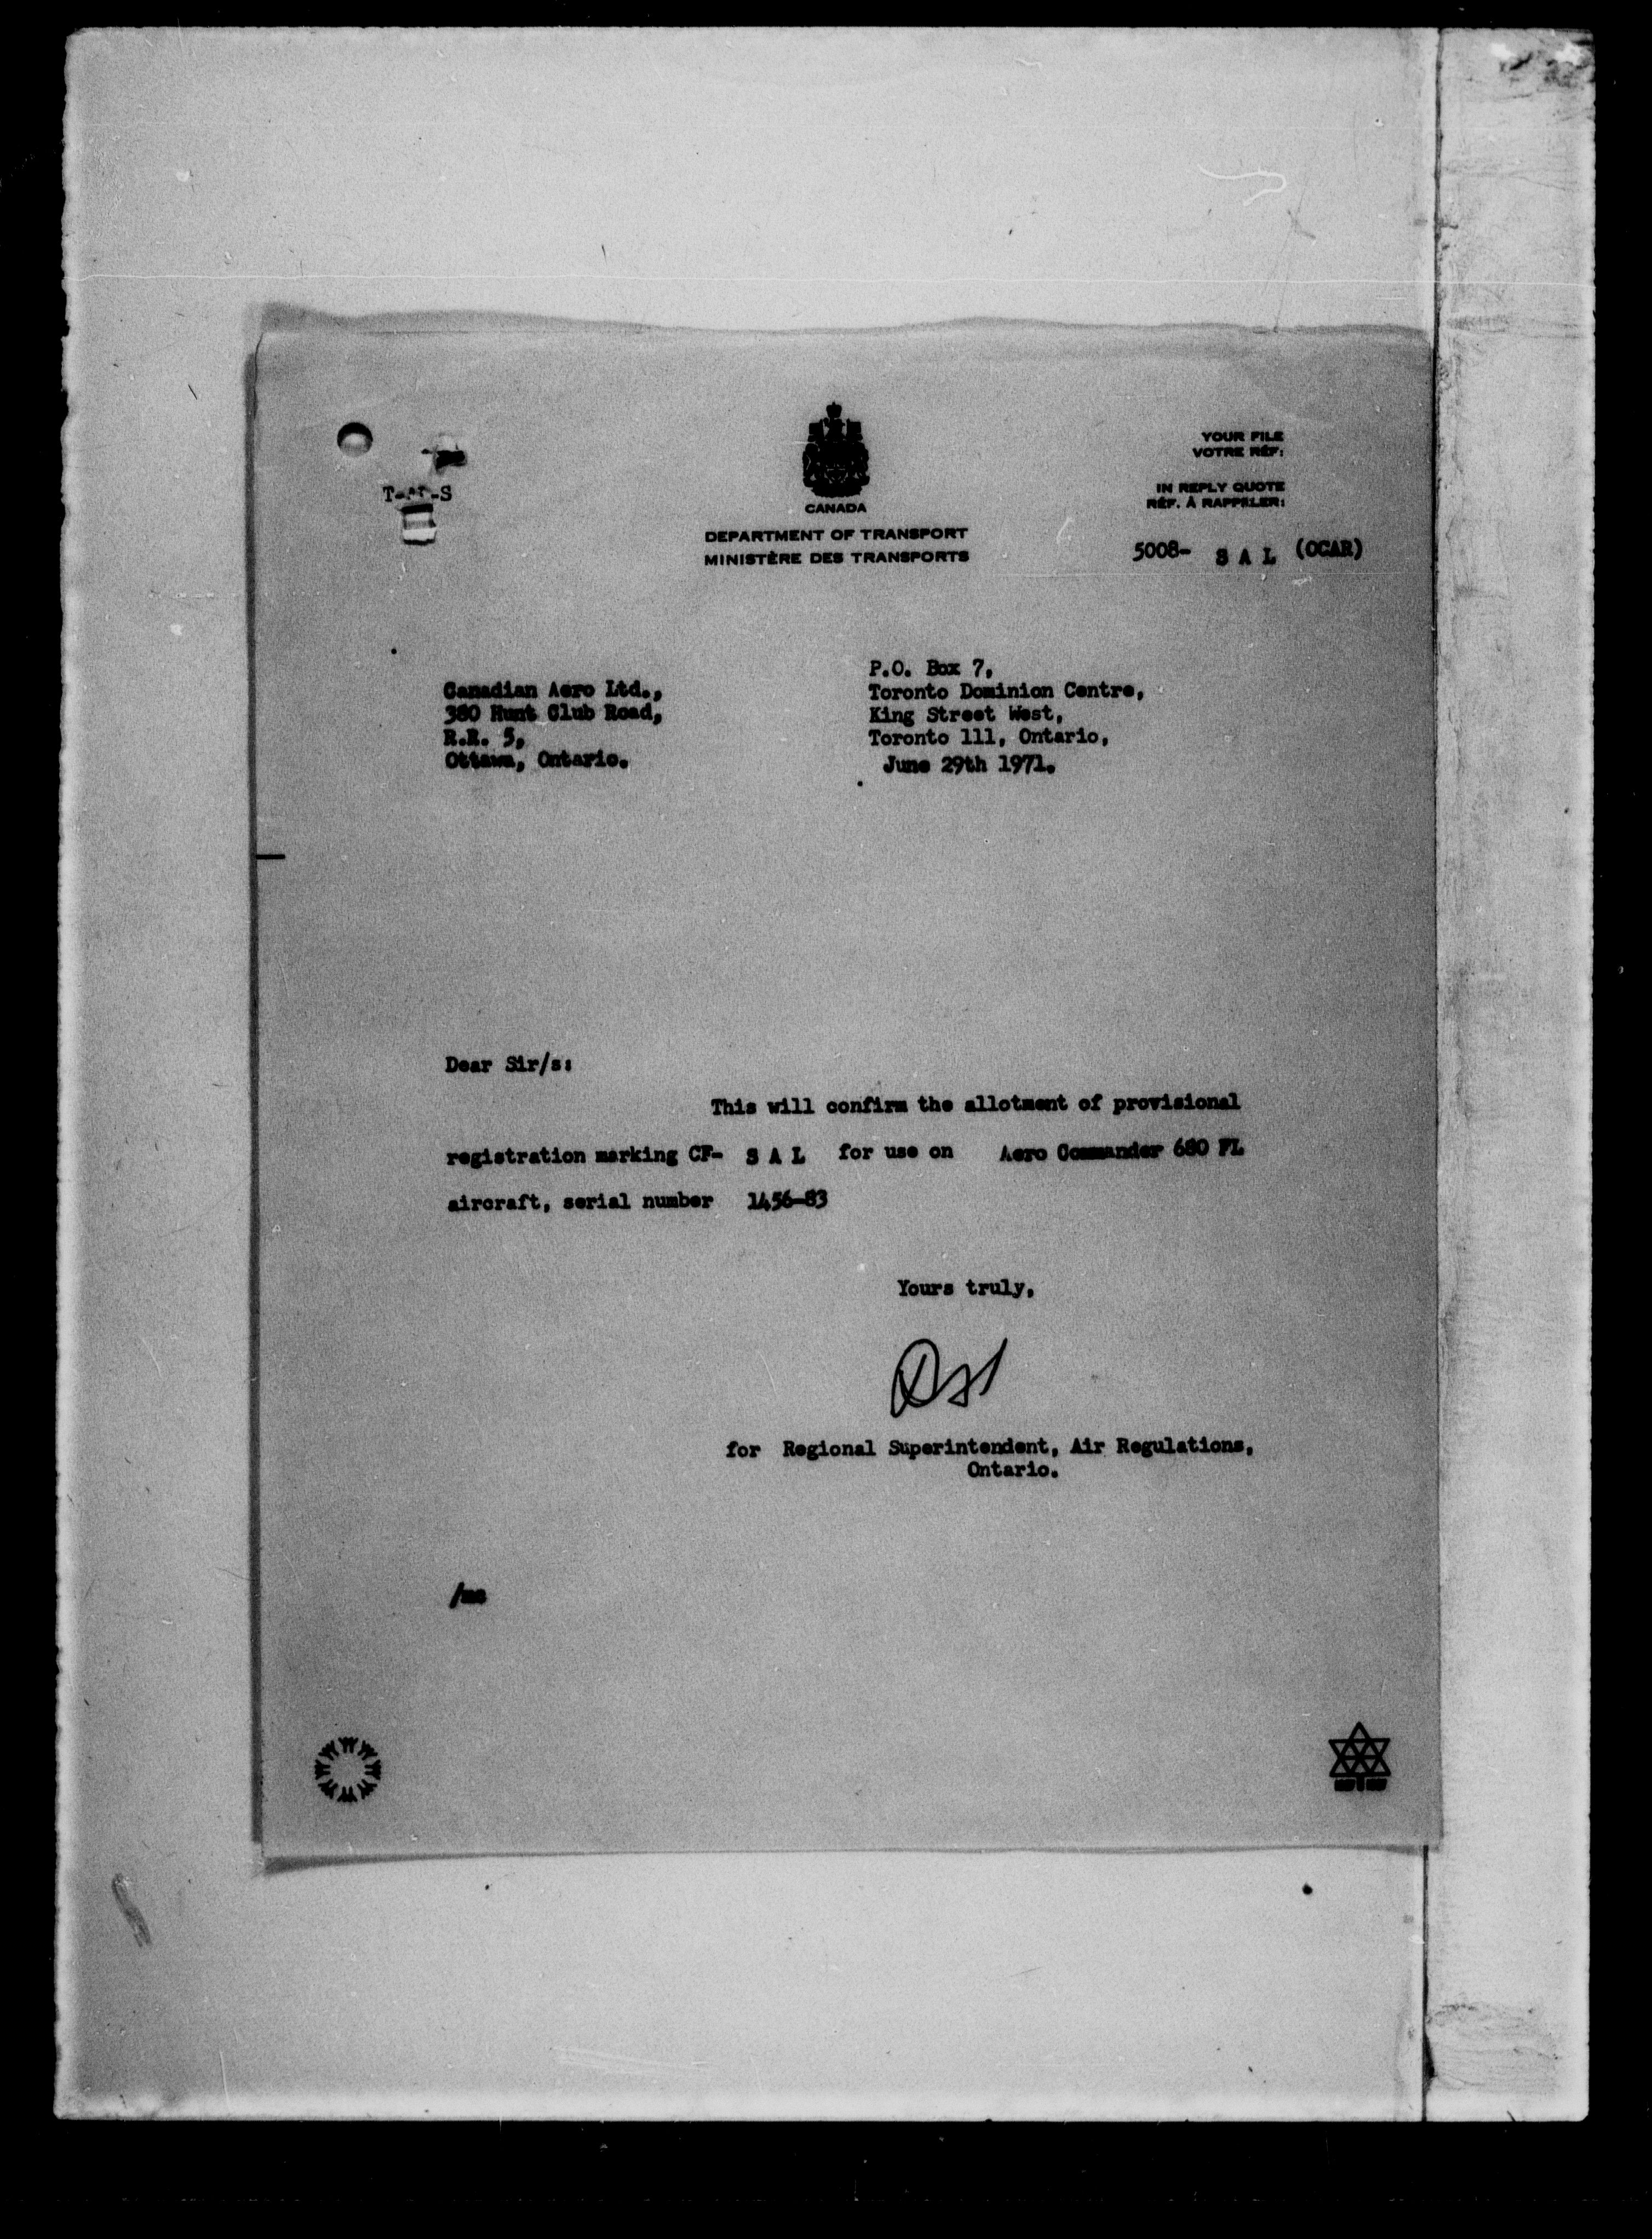 YOUR FILE
VOTRE RÉF:
IN REPLY QUOTE
RÉF. À RAPPELER:
5008- S A L (OCAR)
CANADA
DEPARTMENT OF TRANSPORT
MINISTÈRE DES TRANSPORTS
P.O. Box 7,
Toronto Dominion Centre,
King Street West,
Toronto 111, Ontario,
June 29th 1971.
Canadian Aero Ltd.,
380 Hunt Club Road,
R.R. 5,
Ottawa, Ontario.
Dear Sir/s:
This will confirm the allotment of provisional
registration marking CF- S A L for use on Aero Commander 680 FL
aircraft, serial number 1456-83
Yours truly,
for Regional Superintendent, Air Regulations,
Ontario.